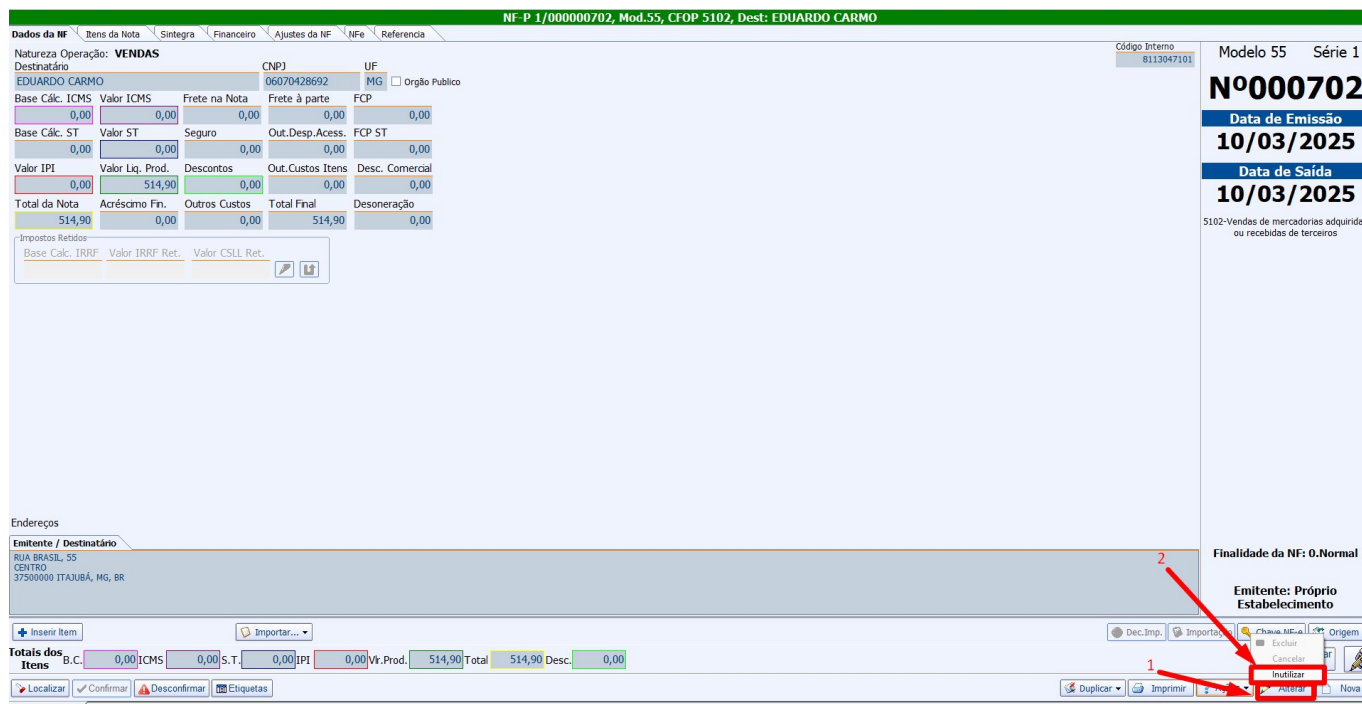 NF-P 1/000000702, Mod.55, CFOP 5102, Dest: EDUARDO CARMO
Dados da NF Itens da Nota Sintegra Financeiro Ajustes da NF NFe Referencia
Natureza Operação: VENDAS
Código Interno
8113047101
Destinatário CNPJ UF
EDUARDO CARMO 06070428692 MG Orgão Publico
Base Cálc. ICMS Valor ICMS Frete na Nota Frete à parte FCP
0,00 0,00 0,00 0,00 0,00
Base Cálc. ST Valor ST Seguro Out.Desp.Acess. FCP ST
0,00 0,00 0,00 0,00 0,00
Valor IPI Valor Liq. Prod. Descontos Out.Custos Itens Desc. Comercial
0,00 514,90 0,00 0,00 0,00
Total da Nota Acréscimo Fin. Outros Custos Total Final Desoneração
514,90 0,00 0,00 514,90 0,00
Impostos Retidos
Base Calc. IRRF Valor IRRF Ret. Valor CSLL Ret.
Modelo 55 Série 1
Nº000702
Data de Emissão
10/03/2025
Data de Saída
10/03/2025
5102-Vendas de mercadorias adquirida
ou recebidas de terceiros
Endereços
Emitente / Destinatário
RUA BRASIL, 55
CENTRO
37500000 ITAJUBÁ, MG, BR
Finalidade da NF: 0.Normal
Emitente: Próprio
Estabelecimento
2
Inserir Item Importar... Dec.Imp. Importação Chave NF-e Origem
Excluir
Cancelar
Inutilizar
Totais dos
Itens B.C. 0,00 ICMS 0,00 S.T. 0,00 IPI 0,00 Vlr.Prod. 514,90 Total 514,90 Desc. 0,00
1
Localizar Confirmar Desconfirmar Etiquetas Duplicar Imprimir Alterar Nova